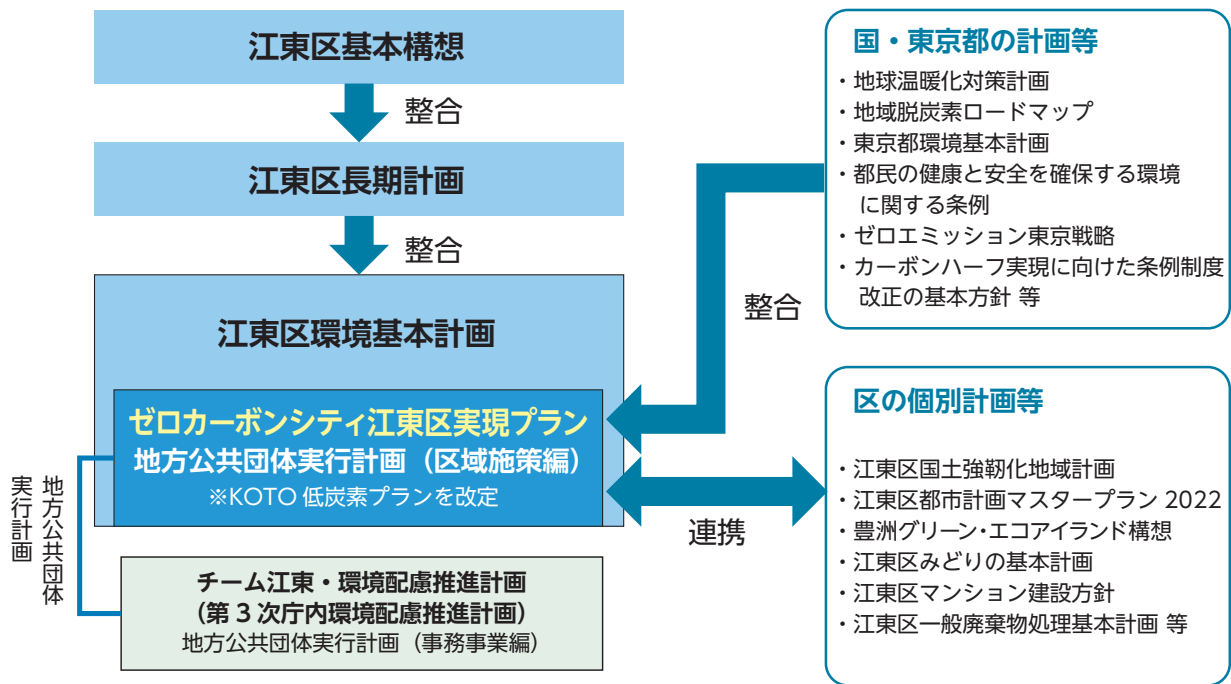 江東区基本構想
整合
江東区長期計画
整合
江東区環境基本計画
ゼロカーボンシティ江東区実現プラン
地方公共団体実行計画（区域施策編）
※KOTO 低炭素プランを改定
地方公共団体
実行計画
チーム江東・環境配慮推進計画
（第 3 次庁内環境配慮推進計画）
地方公共団体実行計画（事務事業編）
国・東京都の計画等
・地球温暖化対策計画
・地域脱炭素ロードマップ
・東京都環境基本計画
・都民の健康と安全を確保する環境
に関する条例
・ゼロエミッション東京戦略
・カーボンハーフ実現に向けた条例制度
改正の基本方針 等
整合
区の個別計画等
・江東区国土強靭化地域計画
・江東区都市計画マスタープラン 2022
・豊洲グリーン・エコアイランド構想
・江東区みどりの基本計画
・江東区マンション建設方針
・江東区一般廃棄物処理基本計画 等
連携